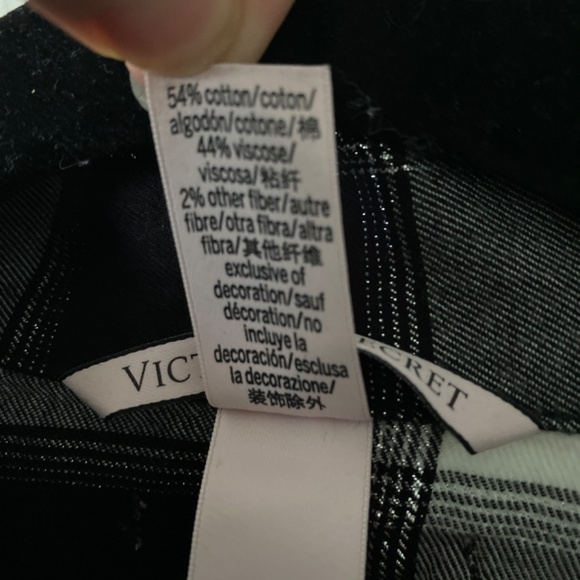 54% cotton/coton/
algodón/cotone/棉
44% viscose/
viscosa/粘纤
2% other fiber/autre
fibre/otra fibra/altra
fibra/其他纤维
exclusive of
decoration/sauf
décoration/no
incluye la
decoración/esclusa
la decorazione/
装饰除外
VICT
ECRET